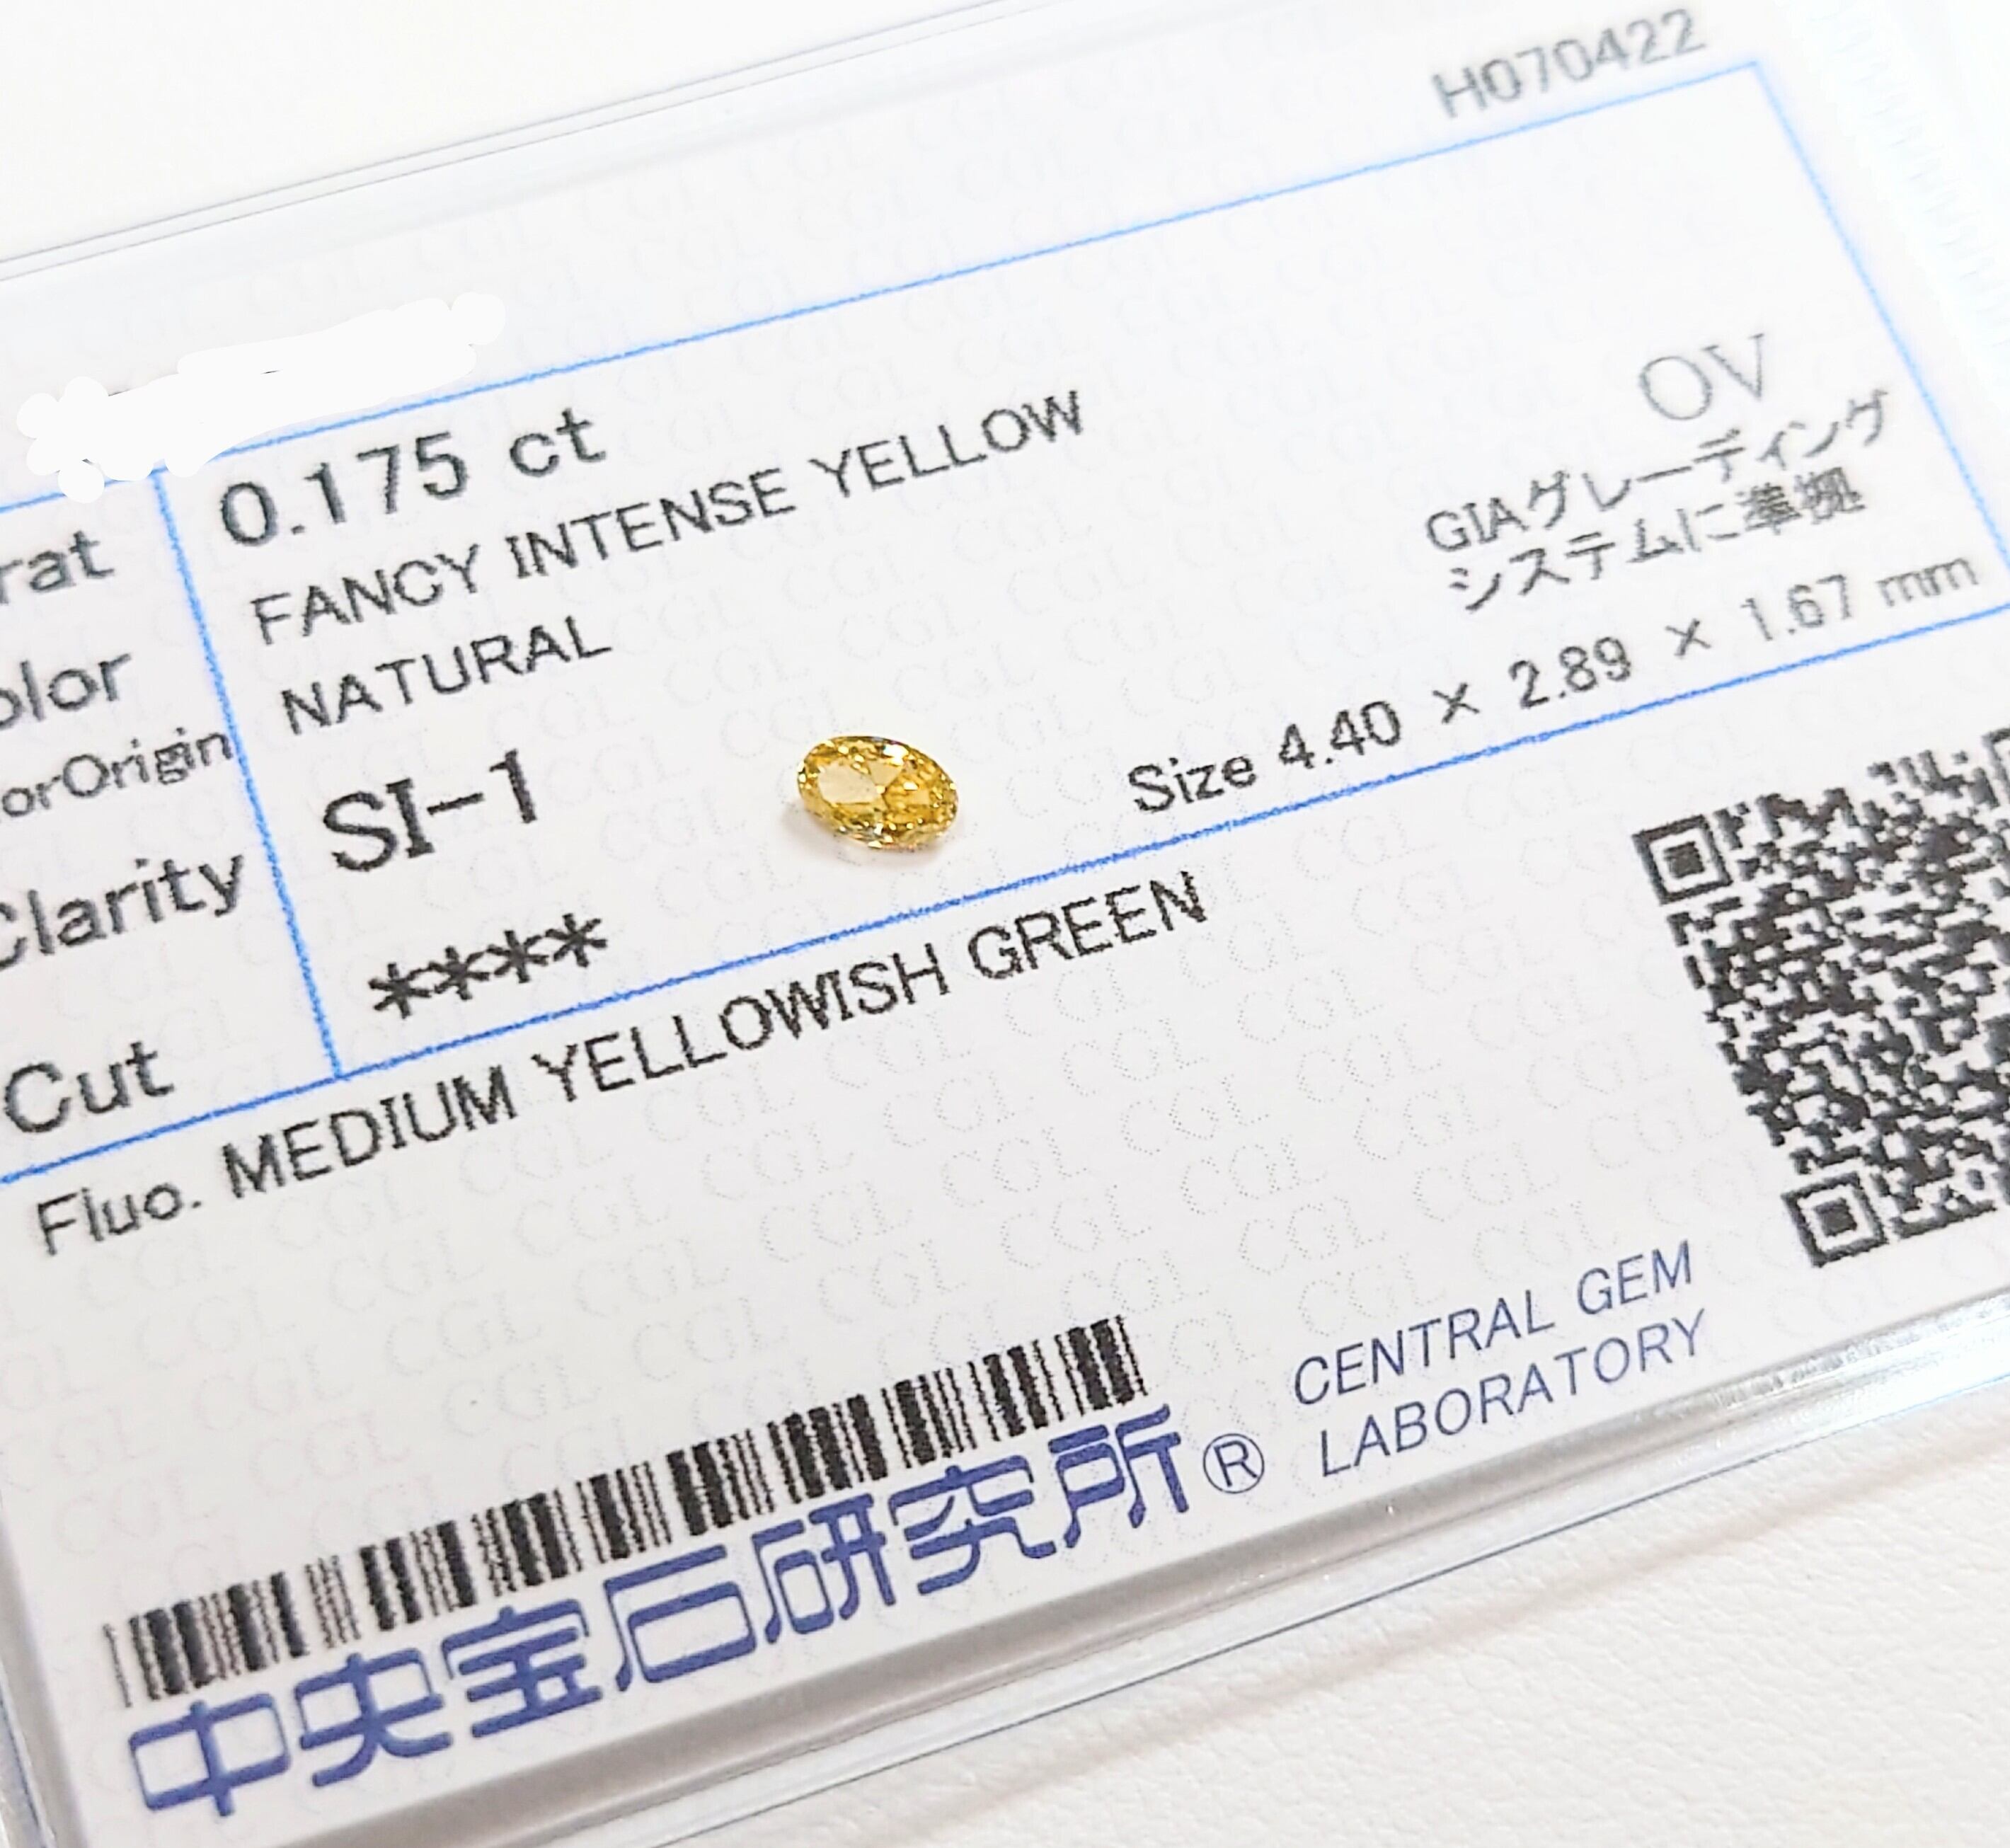 H070422
rat 0.175 ct OV
olor FANCY INTENSE YELLOW GIAグレーディング
システムに準拠
orOrigin NATURAL
Clarity SI-1 Size 4.40 × 2.89 × 1.67 mm
Cut ****
Fluo. MEDIUM YELLOWISH GREEN
中央宝石研究所® CENTRAL GEM
LABORATORY